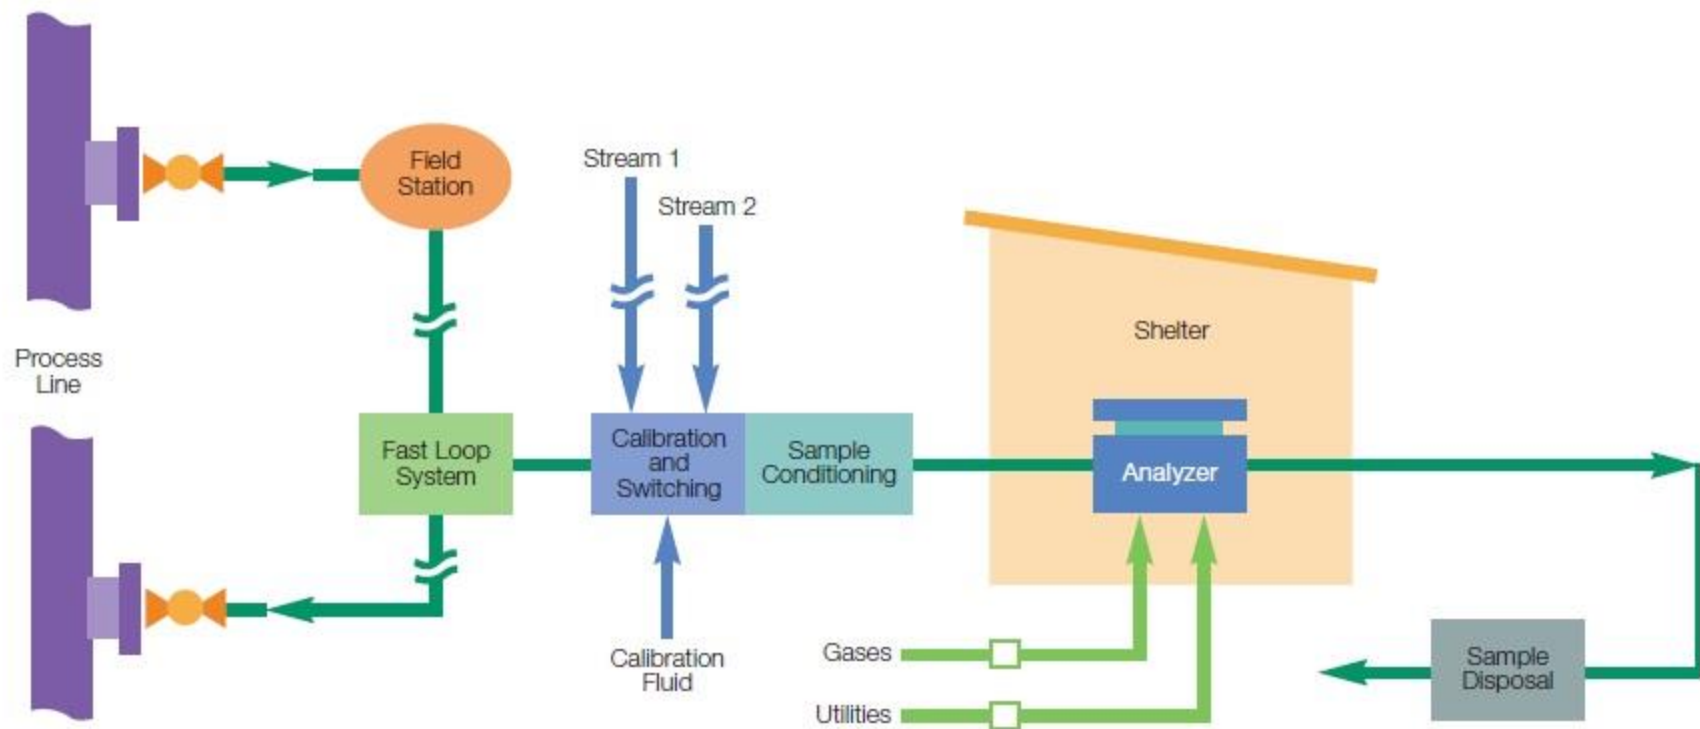 Field
Station
Stream 1
Stream 2
Shelter
Process
Line
Fast Loop
System
Calibration
and
Switching
Sample
Conditioning
Analyzer
Calibration
Fluid
Gases
Utilities
Sample
Disposal